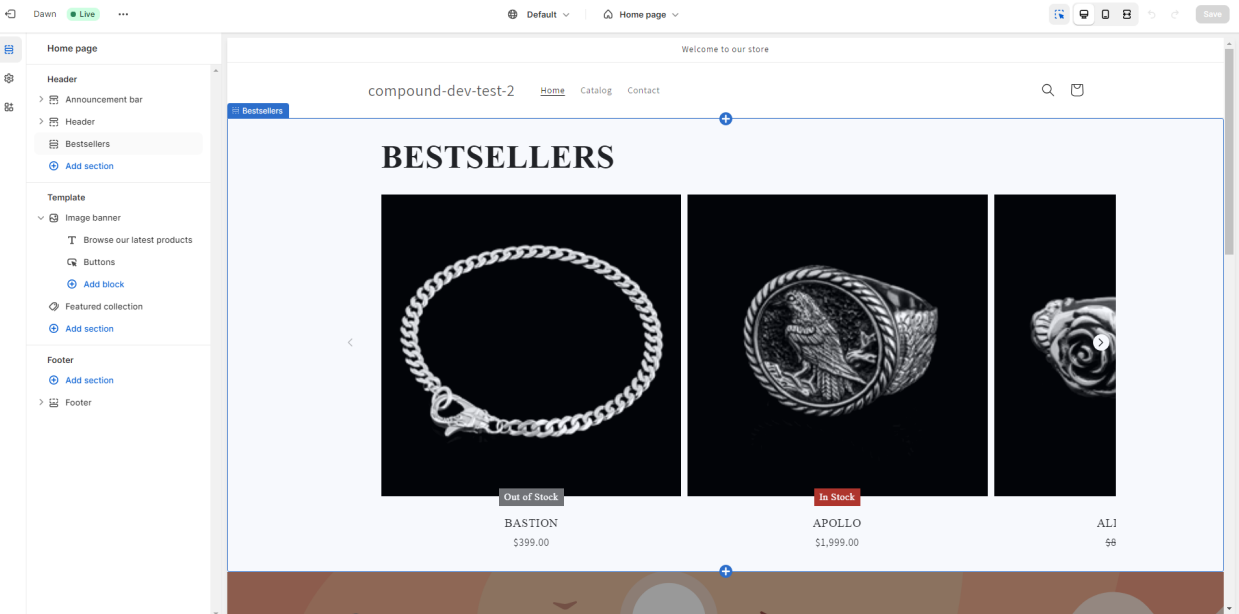 Dawn Live Default Home page Save
Home page
Header
Announcement bar
Header
Bestsellers
Add section
Template
Image banner
Browse our latest products
Buttons
Add block
Featured collection
Add section
Footer
Add section
Footer
Welcome to our store
compound-dev-test-2 Home Catalog Contact
Bestsellers
BESTSELLERS
Out of Stock
BASTION
$399.00
In Stock
APOLLO
$1,999.00